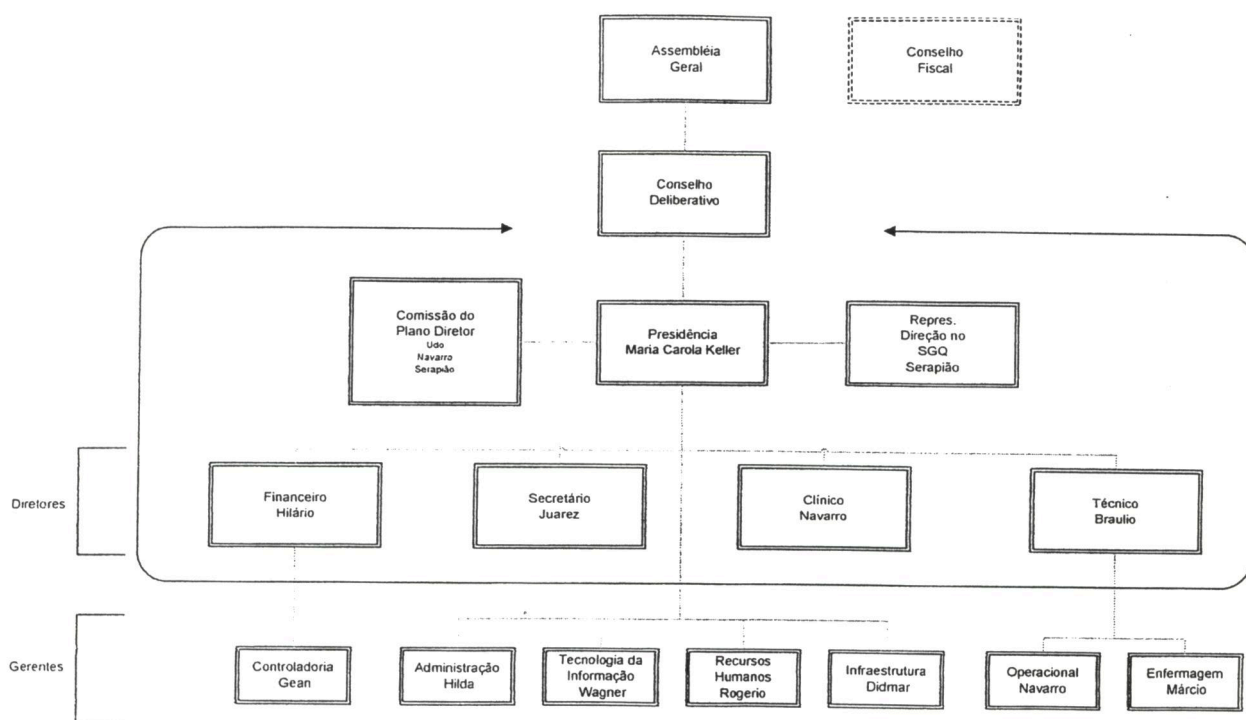 Assembléia
Geral
Conselho
Fiscal
Conselho
Deliberativo
Comissão do
Plano Diretor
Udo
Navarro
Serapião
Presidência
Maria Carola Keller
Repres.
Direção no
SGQ
Serapião
Diretores
Financeiro
Hilário
Secretário
Juarez
Clínico
Navarro
Técnico
Braulio
Gerentes
Controladoria
Gean
Administração
Hilda
Tecnologia da
Informação
Wagner
Recursos
Humanos
Rogerio
Infraestrutura
Didmar
Operacional
Navarro
Enfermagem
Márcio